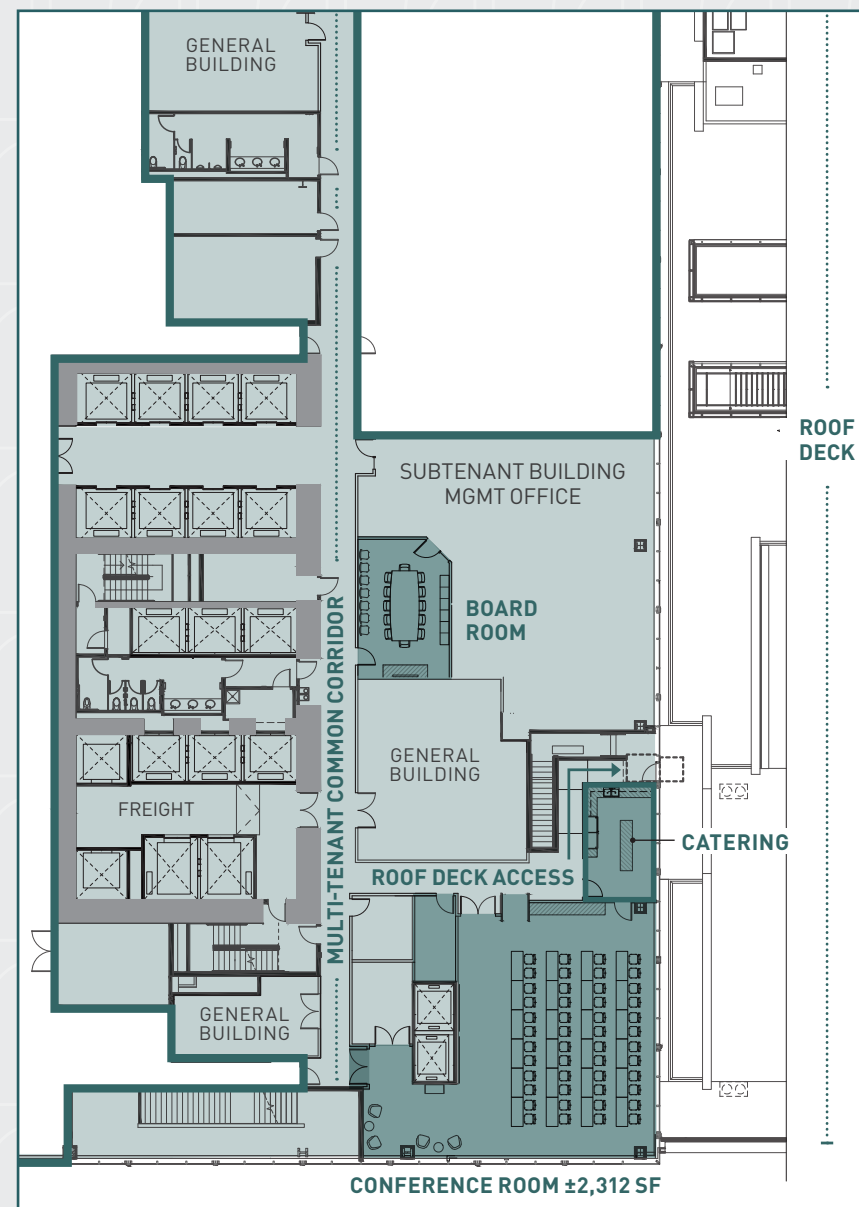 GENERAL
BUILDING
ROOF
DECK
SUBTENANT BUILDING
MGMT OFFICE
BOARD
ROOM
MULTI-TENANT COMMON CORRIDOR
GENERAL
BUILDING
FREIGHT
CATERING
ROOF DECK ACCESS
GENERAL
BUILDING
CONFERENCE ROOM ±2,312 SF